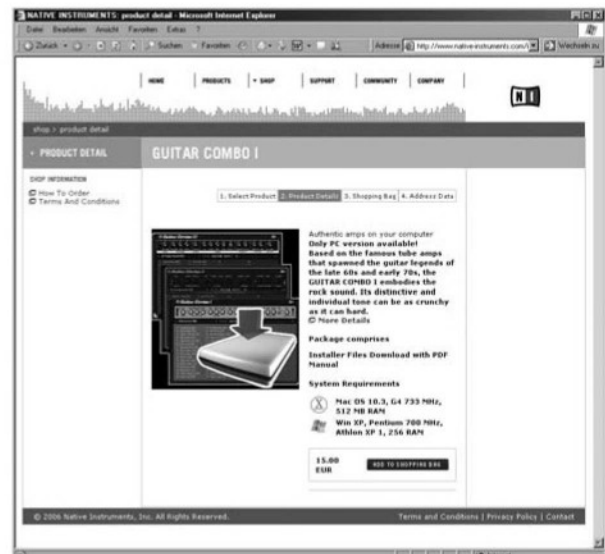 NATIVE INSTRUMENTS: product detail - Microsoft Internet Explorer
Datei Bearbeiten Ansicht Favoriten Extras ?
Zurück Suchen Favoriten Adresse http://www.native-instruments.com/ Wechseln zu
HOME PRODUCTS SHOP SUPPORT COMMUNITY COMPANY
NI
shop > product detail
PRODUCT DETAIL GUITAR COMBO I
SHOP INFORMATION
How To Order
Terms And Conditions
1. Select Product 2. Product Details 3. Shopping Bag 4. Address Data
Authentic amps on your computer
Only PC version available!
Based on the famous tube amps
that spawned the guitar legends of
the late 60s and early 70s, the
GUITAR COMBO I embodies the
rock sound. Its distinctive and
individual tone can be as crunchy
as it can hard.
More Details
Package comprises
Installer Files Download with PDF
Manual
System Requirements
Mac OS 10.3, G4 733 MHz,
512 MB RAM
Win XP, Pentium 700 MHz,
Athlon XP 1, 256 RAM
15.00
EUR
ADD TO SHOPPING BAG
© 2006 Native Instruments, Inc. All Rights Reserved. Terms and Conditions | Privacy Policy | Contact